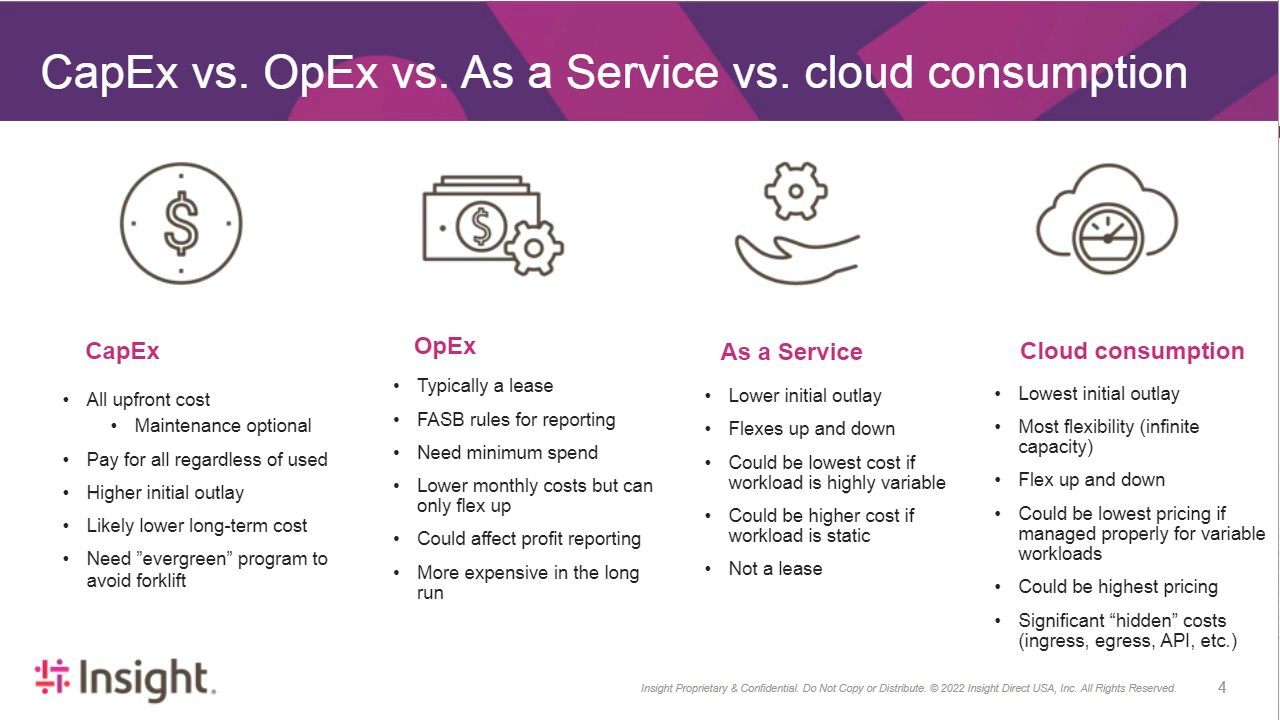 CapEx vs. OpEx vs. As a Service vs. cloud consumption
$
$
CapEx
• All upfront cost
• Maintenance optional
• Pay for all regardless of used
• Higher initial outlay
• Likely lower long-term cost
• Need ”evergreen” program to
avoid forklift
OpEx
• Typically a lease
• FASB rules for reporting
• Need minimum spend
• Lower monthly costs but can
only flex up
• Could affect profit reporting
• More expensive in the long
run
As a Service
• Lower initial outlay
• Flexes up and down
• Could be lowest cost if
workload is highly variable
• Could be higher cost if
workload is static
• Not a lease
Cloud consumption
• Lowest initial outlay
• Most flexibility (infinite
capacity)
• Flex up and down
• Could be lowest pricing if
managed properly for variable
workloads
• Could be highest pricing
• Significant “hidden” costs
(ingress, egress, API, etc.)
Insight.
Insight Proprietary & Confidential. Do Not Copy or Distribute. © 2022 Insight Direct USA, Inc. All Rights Reserved.
4